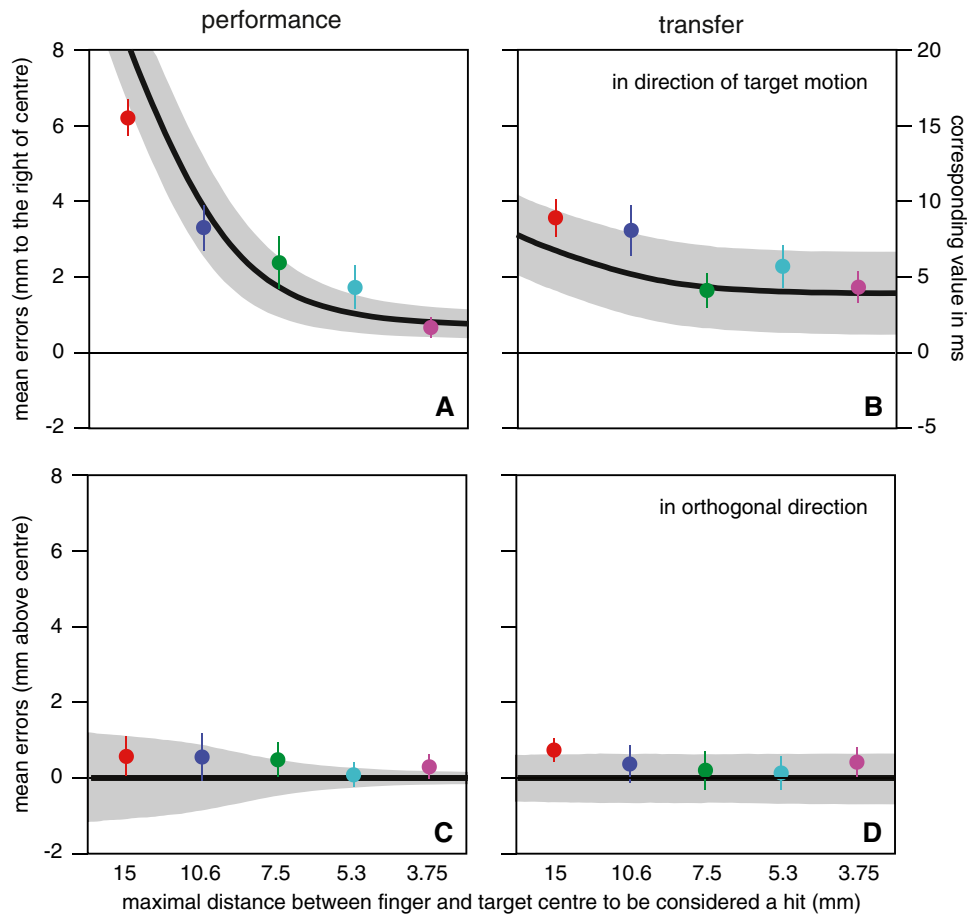 performance
transfer
mean errors (mm to the right of centre)
8
6
4
2
0
-2
A
in direction of target motion
B
20
15
10
5
0
-5
corresponding value in ms
mean errors (mm above centre)
8
6
4
2
0
-2
C
in orthogonal direction
D
15 10.6 7.5 5.3 3.75
15 10.6 7.5 5.3 3.75
maximal distance between finger and target centre to be considered a hit (mm)